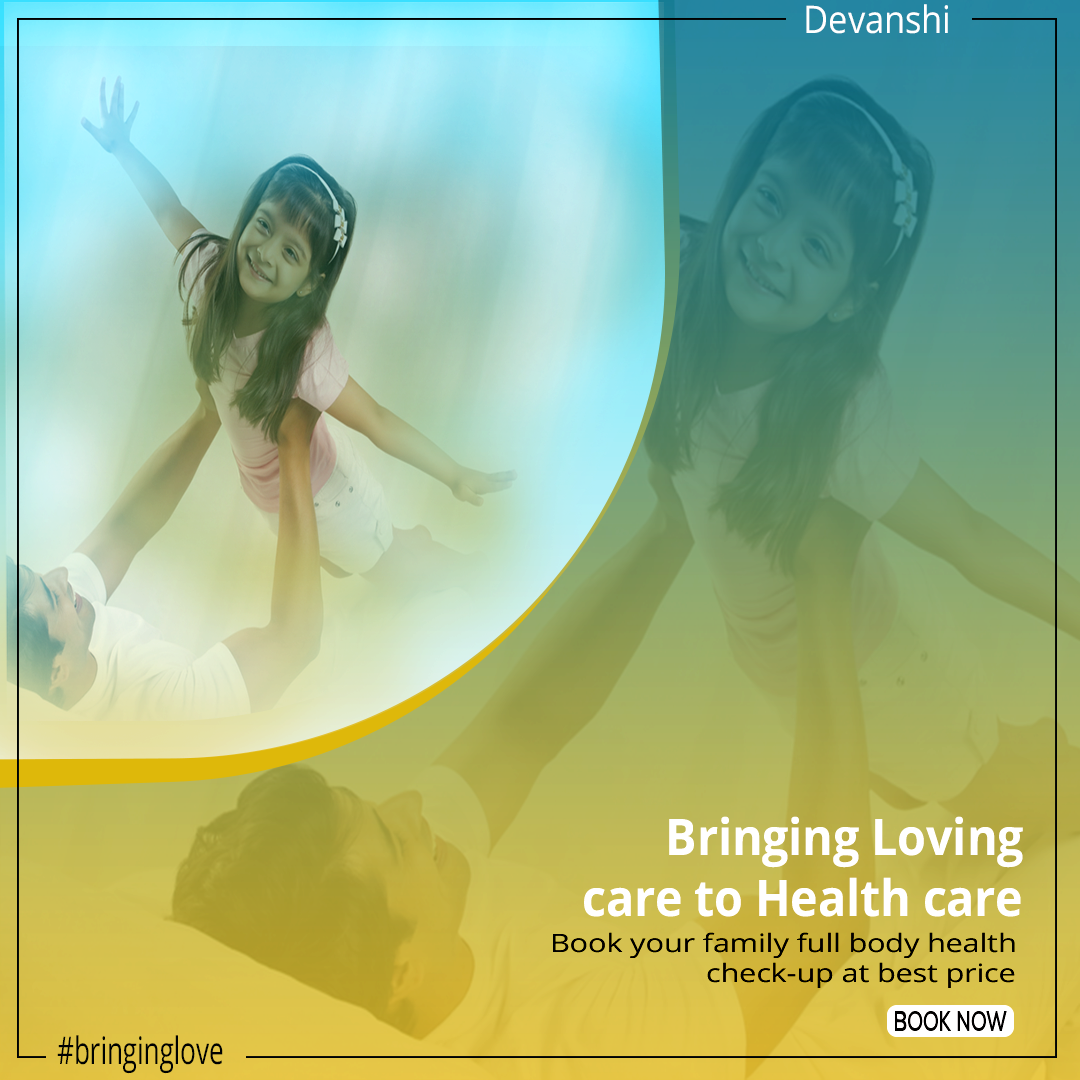 Devanshi
Bringing Loving
care to Health care
Book your family full body health
check-up at best price
BOOK NOW
#bringinglove